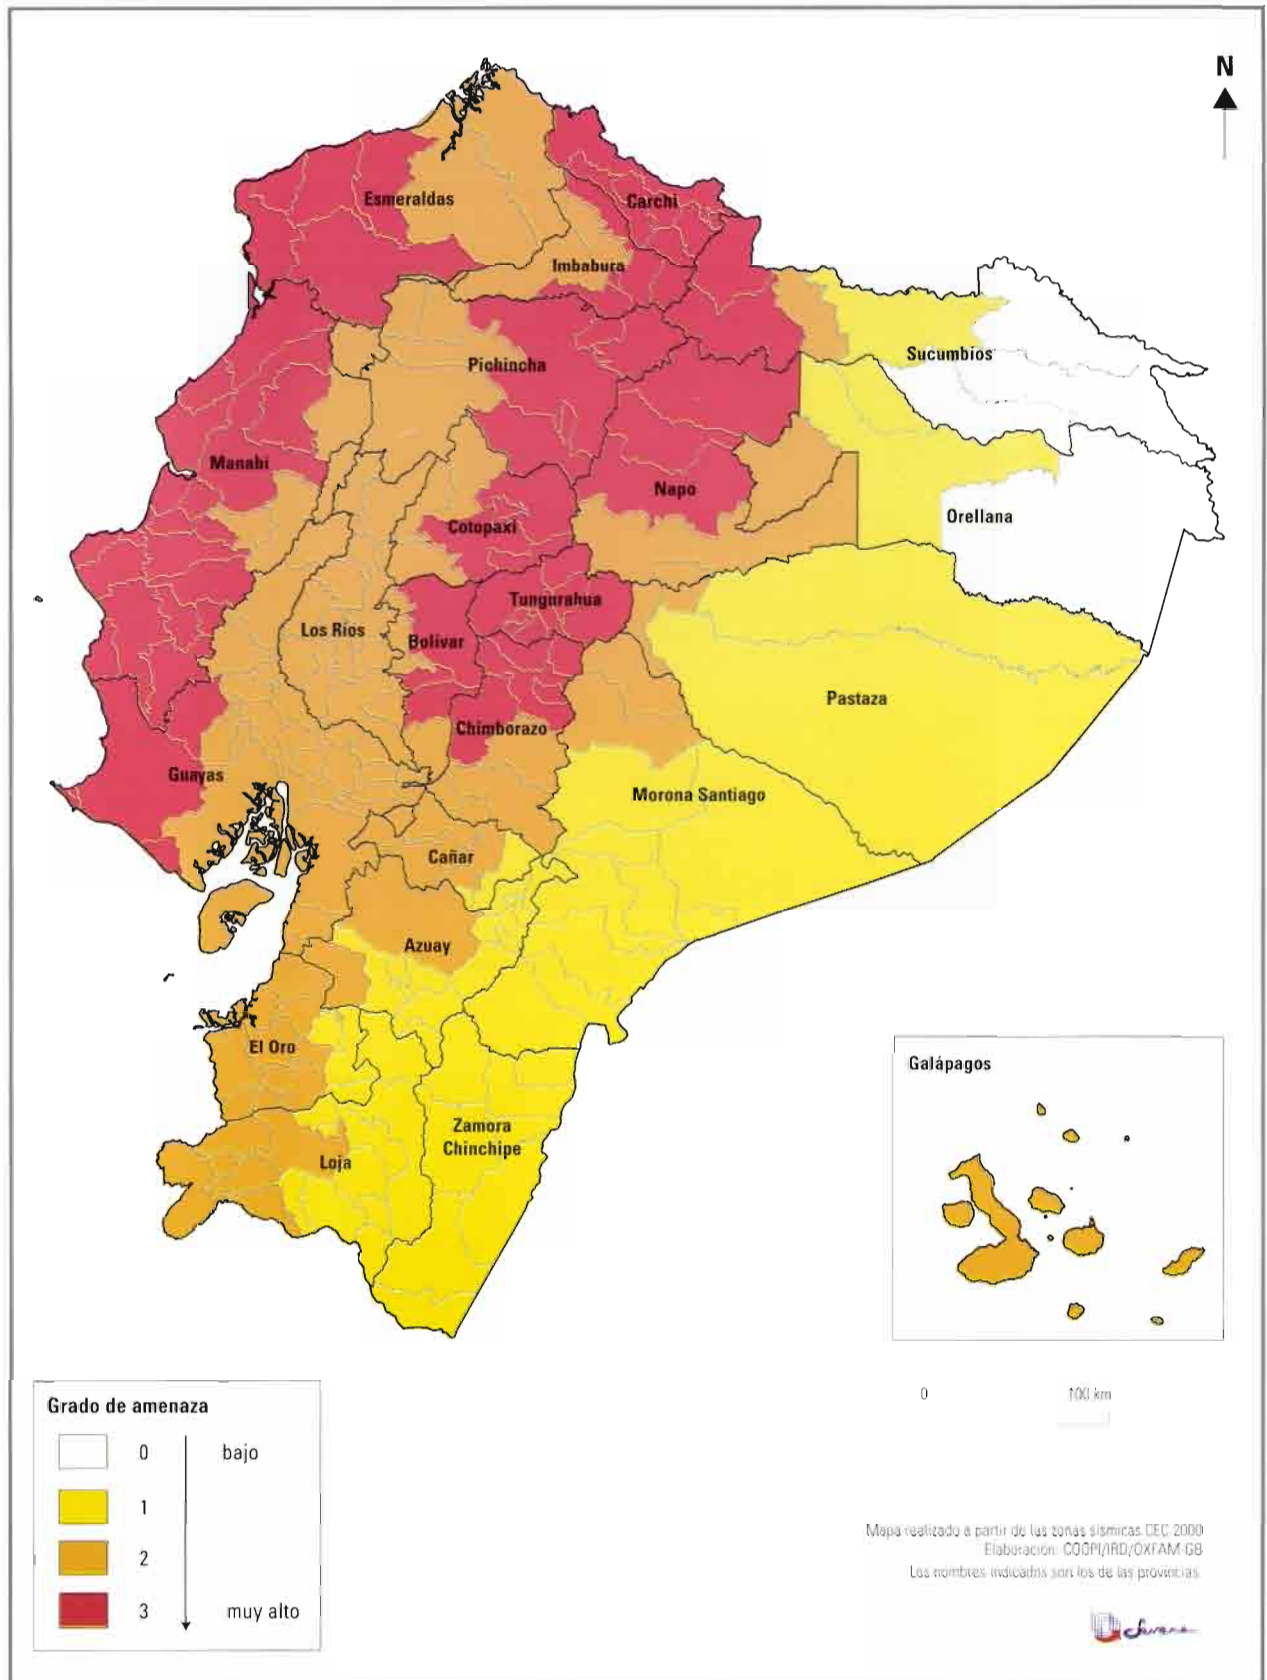 N
Esmeraldas
Carchi
Imbabura
Sucumbios
Pichincha
Manabí
Napo
Orellana
Cotopaxi
Tungurahua
Los Ríos
Bolívar
Pastaza
Chimborazo
Guayas
Morona Santiago
Cañar
Azuay
El Oro
Galápagos
Zamora
Chinchipe
Loja
0 100 km
Grado de amenaza
0 bajo
1
2
3 muy alto
Mapa realizado a partir de las zonas sísmicas CEC 2000
Elaboración: COOPI/IRD/OXFAM GB
Los nombres indicados son los de las provincias.